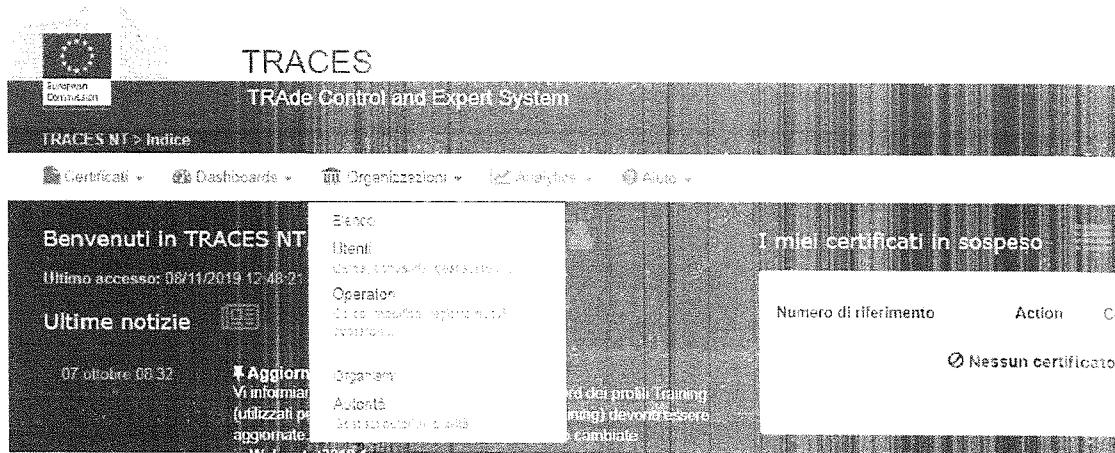 European
Commission
TRACES
TRAde Control and Expert System
TRACES NT > Indice
Certificati
Dashboards
Organizzazioni
Analytics
Aiuto
Benvenuti in TRACES NT
Ultimo accesso: 08/11/2019 12:48:21
Ultime notizie
07 ottobre 08:32
Aggiorn
Vi informiam
(utilizzati pe
aggiornate.
Elenco
Utenti
Operatori
Organismi
Autorità
rd dei profili Training
ining) devono essere
cambiate
I miei certificati in sospeso
Numero di riferimento
Action
Nessun certificato